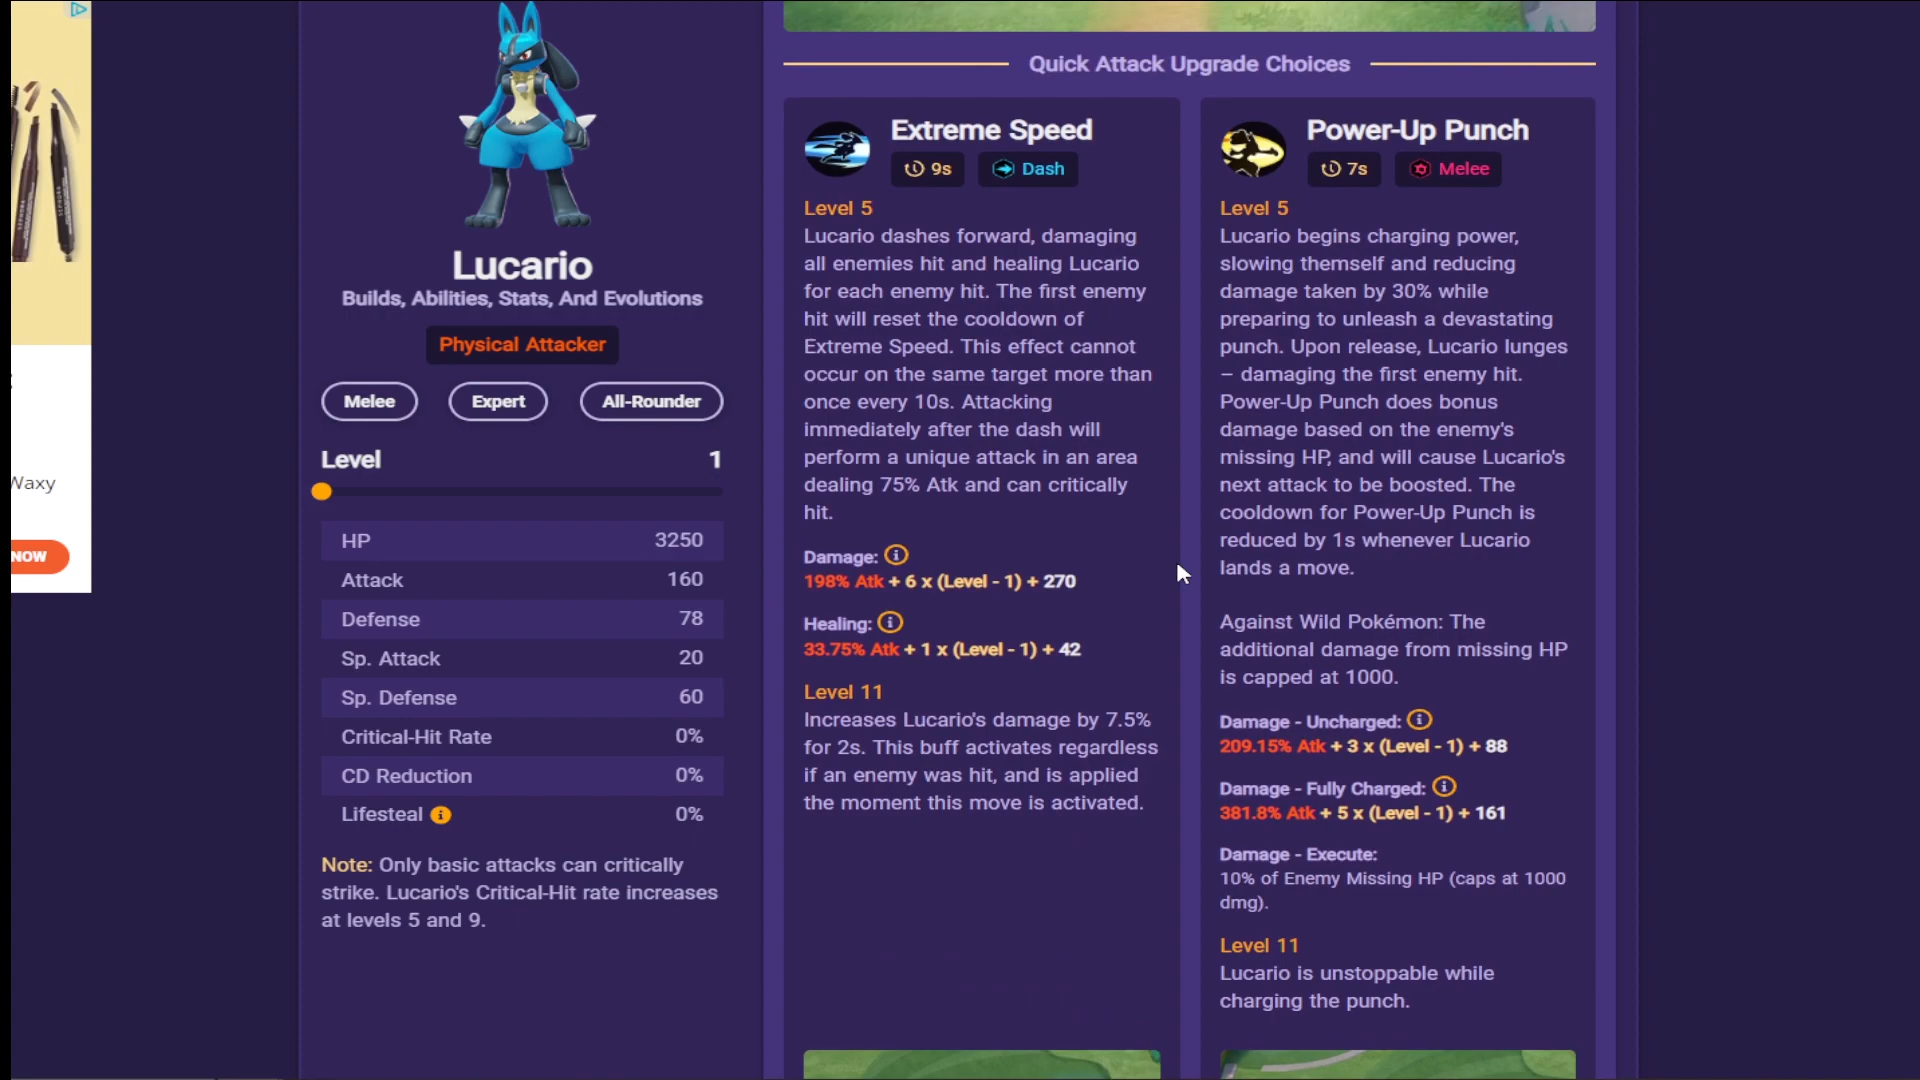 Waxy
NOW
Lucario
Builds, Abilities, Stats, And Evolutions
Physical Attacker
Melee
Expert
All-Rounder
Level 1
HP 3250
Attack 160
Defense 78
Sp. Attack 20
Sp. Defense 60
Critical-Hit Rate 0%
CD Reduction 0%
Lifesteal 0%
Note: Only basic attacks can critically
strike. Lucario's Critical-Hit rate increases
at levels 5 and 9.
Quick Attack Upgrade Choices
Extreme Speed
9s
Dash
Level 5
Lucario dashes forward, damaging
all enemies hit and healing Lucario
for each enemy hit. The first enemy
hit will reset the cooldown of
Extreme Speed. This effect cannot
occur on the same target more than
once every 10s. Attacking
immediately after the dash will
perform a unique attack in an area
dealing 75% Atk and can critically
hit.
Damage:
198% Atk + 6 x (Level - 1) + 270
Healing:
33.75% Atk + 1 x (Level - 1) + 42
Level 11
Increases Lucario's damage by 7.5%
for 2s. This buff activates regardless
if an enemy was hit, and is applied
the moment this move is activated.
Power-Up Punch
7s
Melee
Level 5
Lucario begins charging power,
slowing themself and reducing
damage taken by 30% while
preparing to unleash a devastating
punch. Upon release, Lucario lunges
– damaging the first enemy hit.
Power-Up Punch does bonus
damage based on the enemy's
missing HP, and will cause Lucario's
next attack to be boosted. The
cooldown for Power-Up Punch is
reduced by 1s whenever Lucario
lands a move.
Against Wild Pokémon: The
additional damage from missing HP
is capped at 1000.
Damage - Uncharged:
209.15% Atk + 3 x (Level - 1) + 88
Damage - Fully Charged:
381.8% Atk + 5 x (Level - 1) + 161
Damage - Execute:
10% of Enemy Missing HP (caps at 1000
dmg).
Level 11
Lucario is unstoppable while
charging the punch.